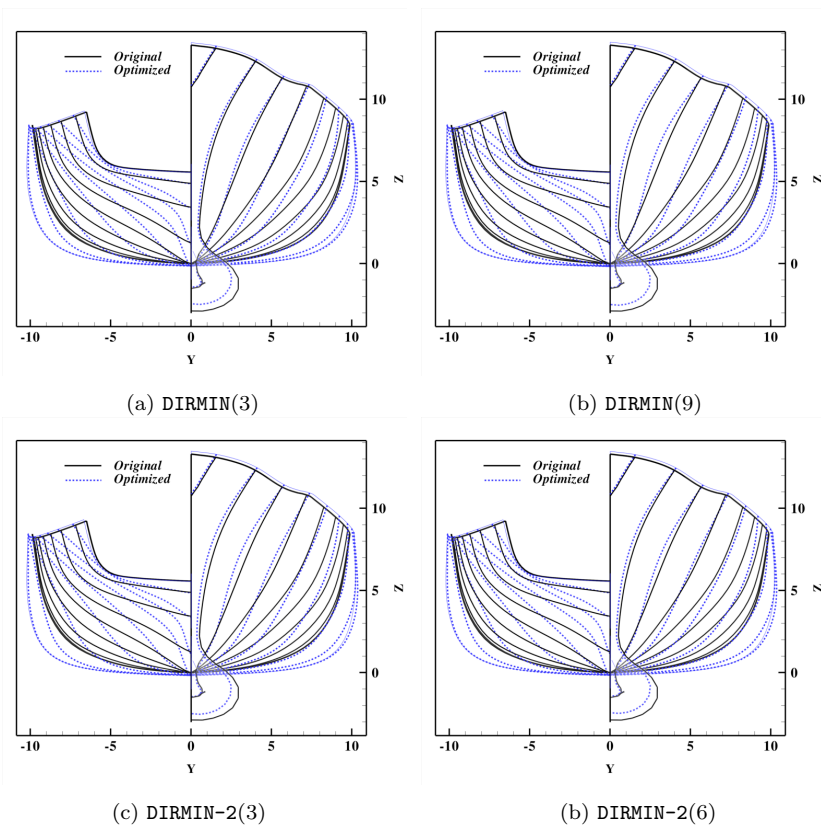 Original
Optimized
10
5
0
Z
-10 -5 0 5 10
Y
(a) DIRMIN(3)
Original
Optimized
10
5
0
Z
-10 -5 0 5 10
Y
(b) DIRMIN(9)
Original
Optimized
10
5
0
Z
-10 -5 0 5 10
Y
(c) DIRMIN-2(3)
Original
Optimized
10
5
0
Z
-10 -5 0 5 10
Y
(b) DIRMIN-2(6)